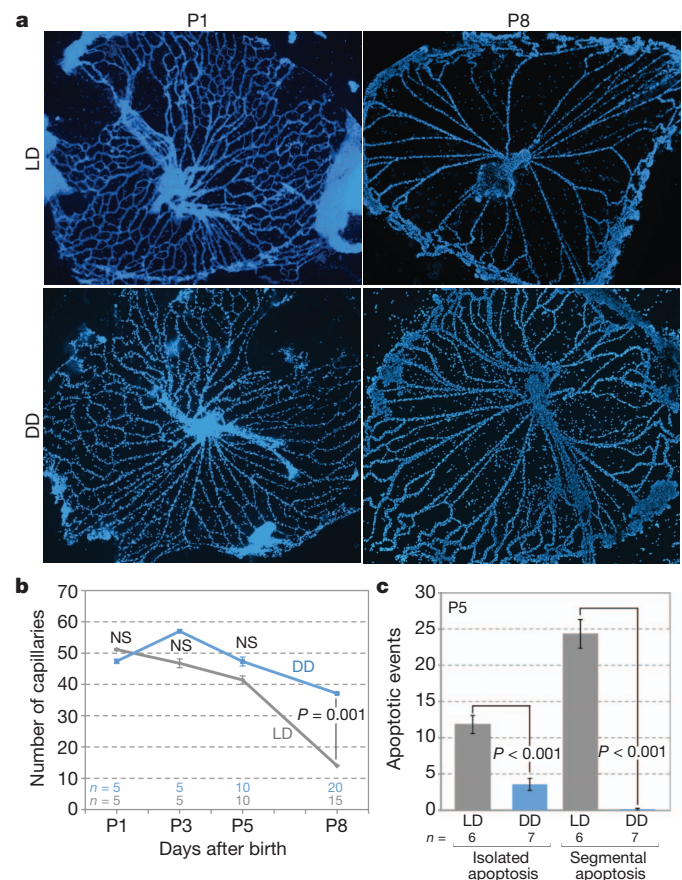 a
P1 P8
LD
DD
b
70
60
50
40
30
20
10
0
Number of capillaries
NS
NS
NS
DD
P = 0.001
LD
n = 5 5 10 20
n = 5 5 10 15
P1 P3 P5 P8
Days after birth
c
30
25
20
15
10
5
0
Apoptotic events
P5
P < 0.001
P < 0.001
LD DD LD DD
n = 6 7 6 7
Isolated apoptosis
Segmental apoptosis